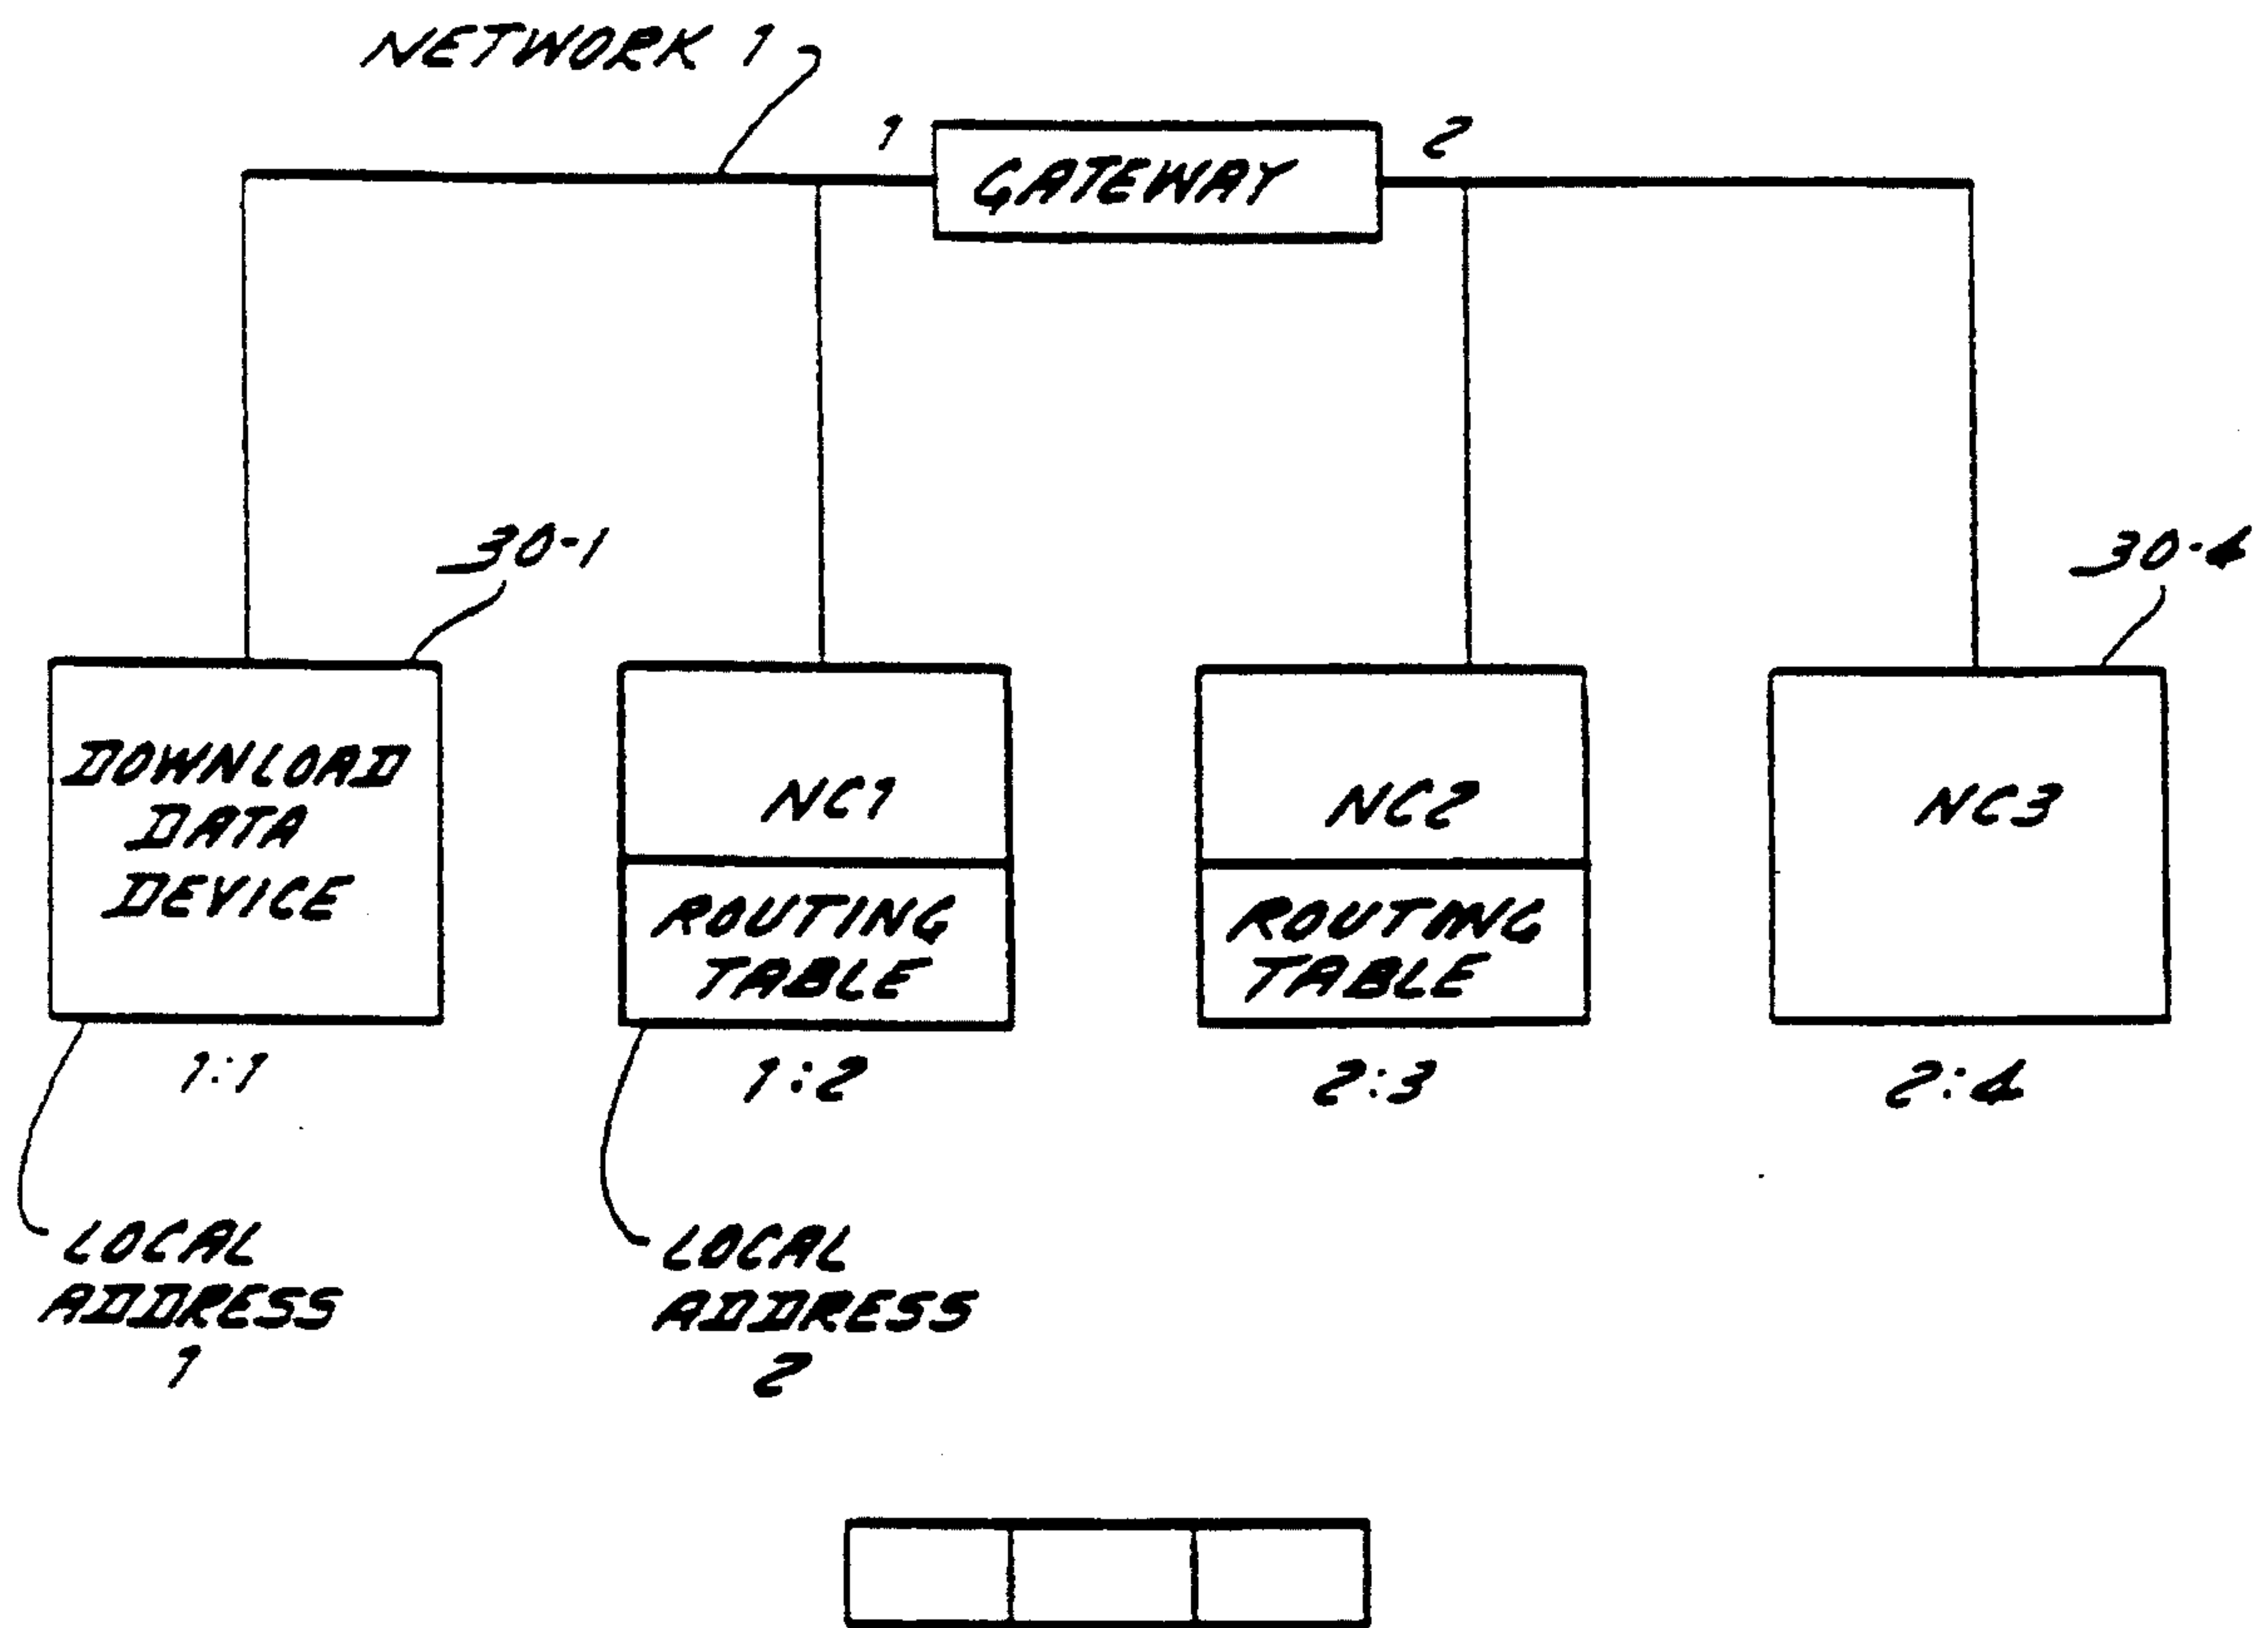 NETWORK 1
1
GATEWAY
2
30-1
30-4
DOWNLOAD
DATA
DEVICE
NC1
ROUTING
TABLE
NC2
ROUTING
TABLE
NC3
1:1
1:2
2:3
2:4
LOCAL
ADDRESS
1
LOCAL
ADDRESS
2